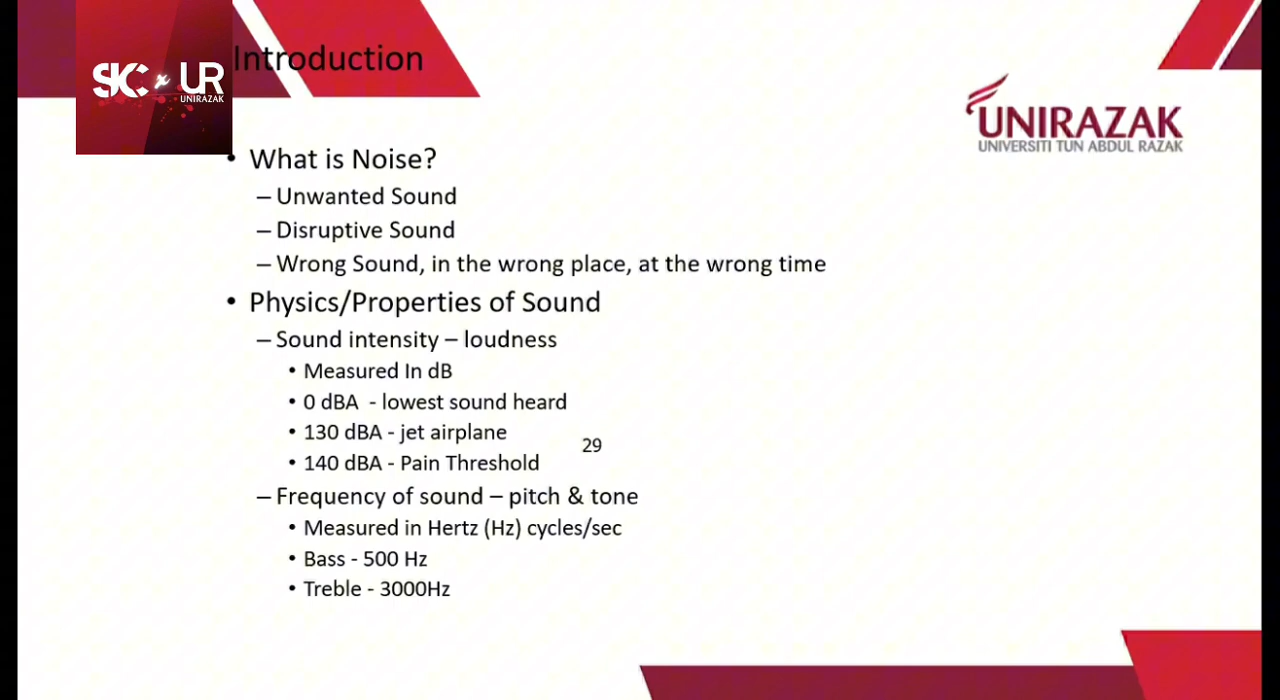 SIC x UR
UNIRAZAK
Introduction
UNIRAZAK
UNIVERSITI TUN ABDUL RAZAK
• What is Noise?
– Unwanted Sound
– Disruptive Sound
– Wrong Sound, in the wrong place, at the wrong time
• Physics/Properties of Sound
– Sound intensity – loudness
• Measured In dB
• 0 dBA - lowest sound heard
• 130 dBA - jet airplane
29
• 140 dBA - Pain Threshold
– Frequency of sound – pitch & tone
• Measured in Hertz (Hz) cycles/sec
• Bass - 500 Hz
• Treble - 3000Hz